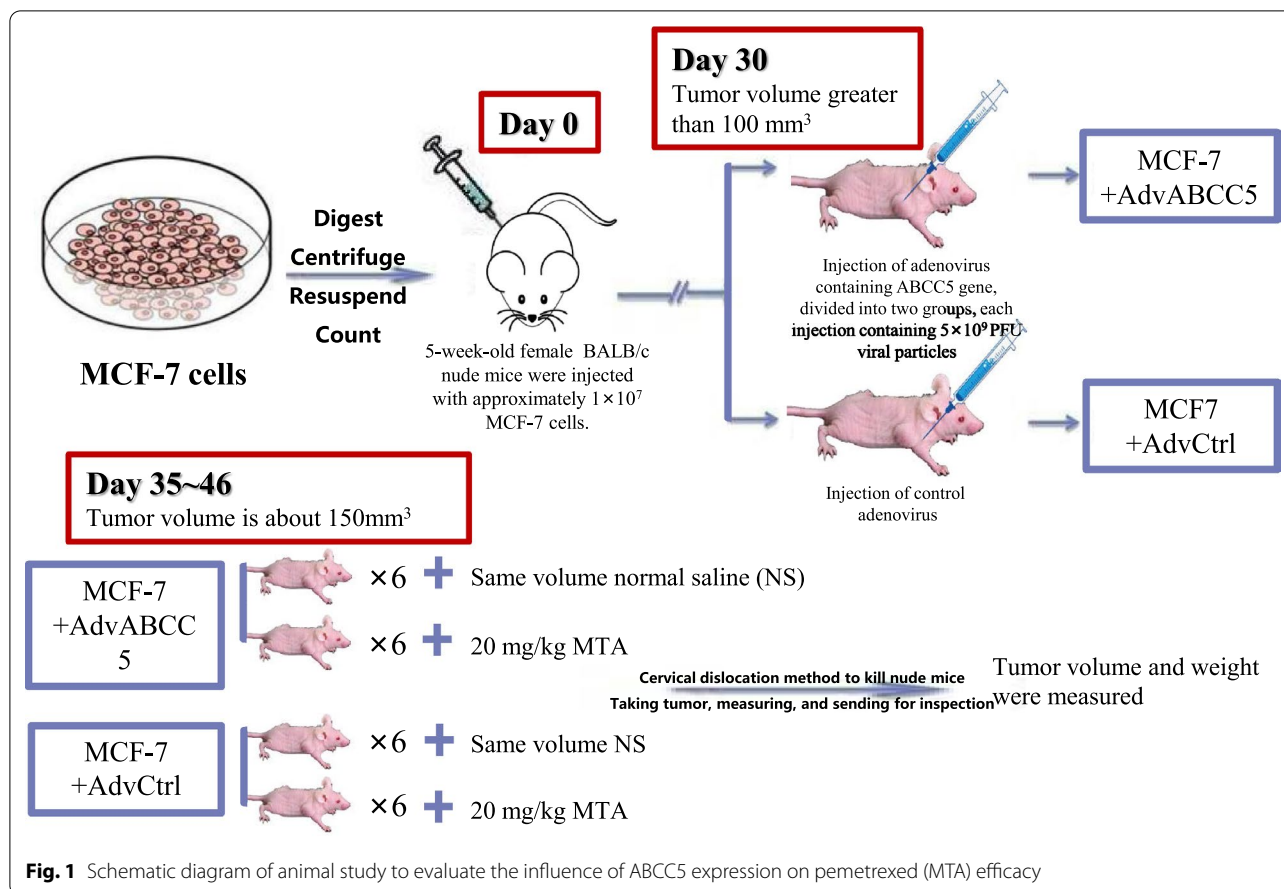 MCF-7 cells
Digest
Centrifuge
Resuspend
Count
Day 0
5-week-old female BALB/c
nude mice were injected
with approximately 1×10⁷
MCF-7 cells.
Day 30
Tumor volume greater
than 100 mm³
Injection of adenovirus
containing ABCC5 gene,
divided into two groups, each
injection containing 5×10⁹ PFU
viral particles
MCF-7
+AdvABCC5
Injection of control
adenovirus
MCF7
+AdvCtrl
Day 35~46
Tumor volume is about 150mm³
MCF-7
+AdvABCC
5
×6 + Same volume normal saline (NS)
×6 + 20 mg/kg MTA
MCF-7
+AdvCtrl
×6 + Same volume NS
×6 + 20 mg/kg MTA
Cervical dislocation method to kill nude mice
Taking tumor, measuring, and sending for inspection
Tumor volume and weight
were measured
Fig. 1 Schematic diagram of animal study to evaluate the influence of ABCC5 expression on pemetrexed (MTA) efficacy